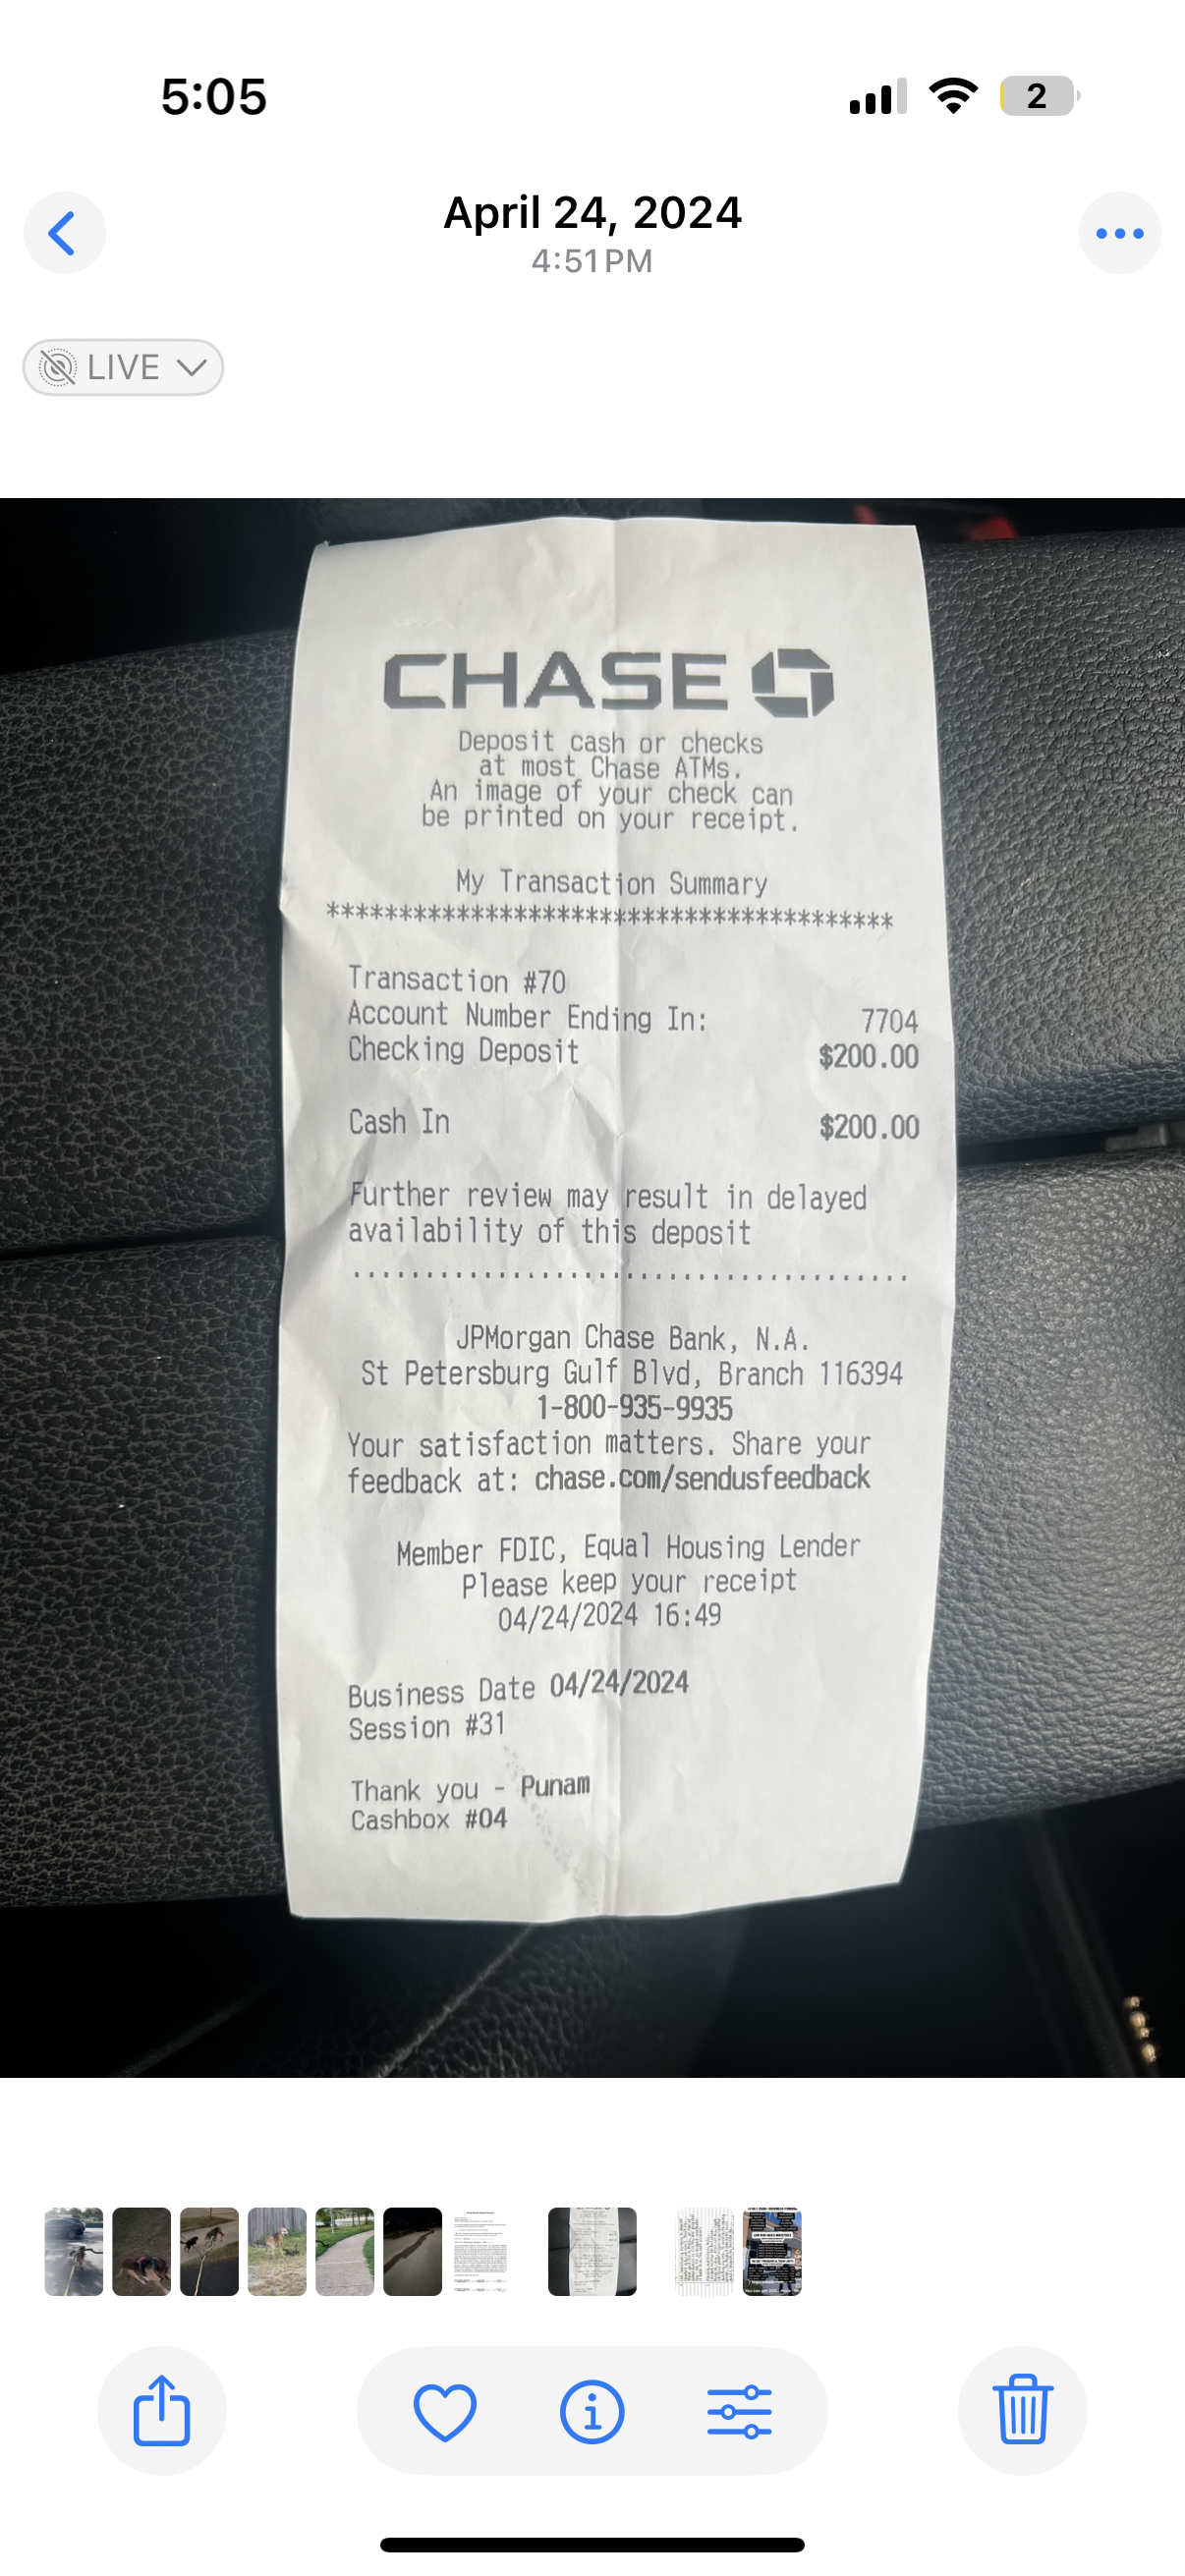 5:05
2
April 24, 2024
4:51 PM
LIVE
CHASE
Deposit cash or checks
at most Chase ATMs.
An image of your check can
be printed on your receipt.
My Transaction Summary
***************************************
Transaction #70
Account Number Ending In: 7704
Checking Deposit $200.00
Cash In $200.00
Further review may result in delayed
availability of this deposit
.......................................
JPMorgan Chase Bank, N.A.
St Petersburg Gulf Blvd, Branch 116394
1-800-935-9935
Your satisfaction matters. Share your
feedback at: chase.com/sendusfeedback
Member FDIC, Equal Housing Lender
Please keep your receipt
04/24/2024 16:49
Business Date 04/24/2024
Session #31
Thank you - Punam
Cashbox #04